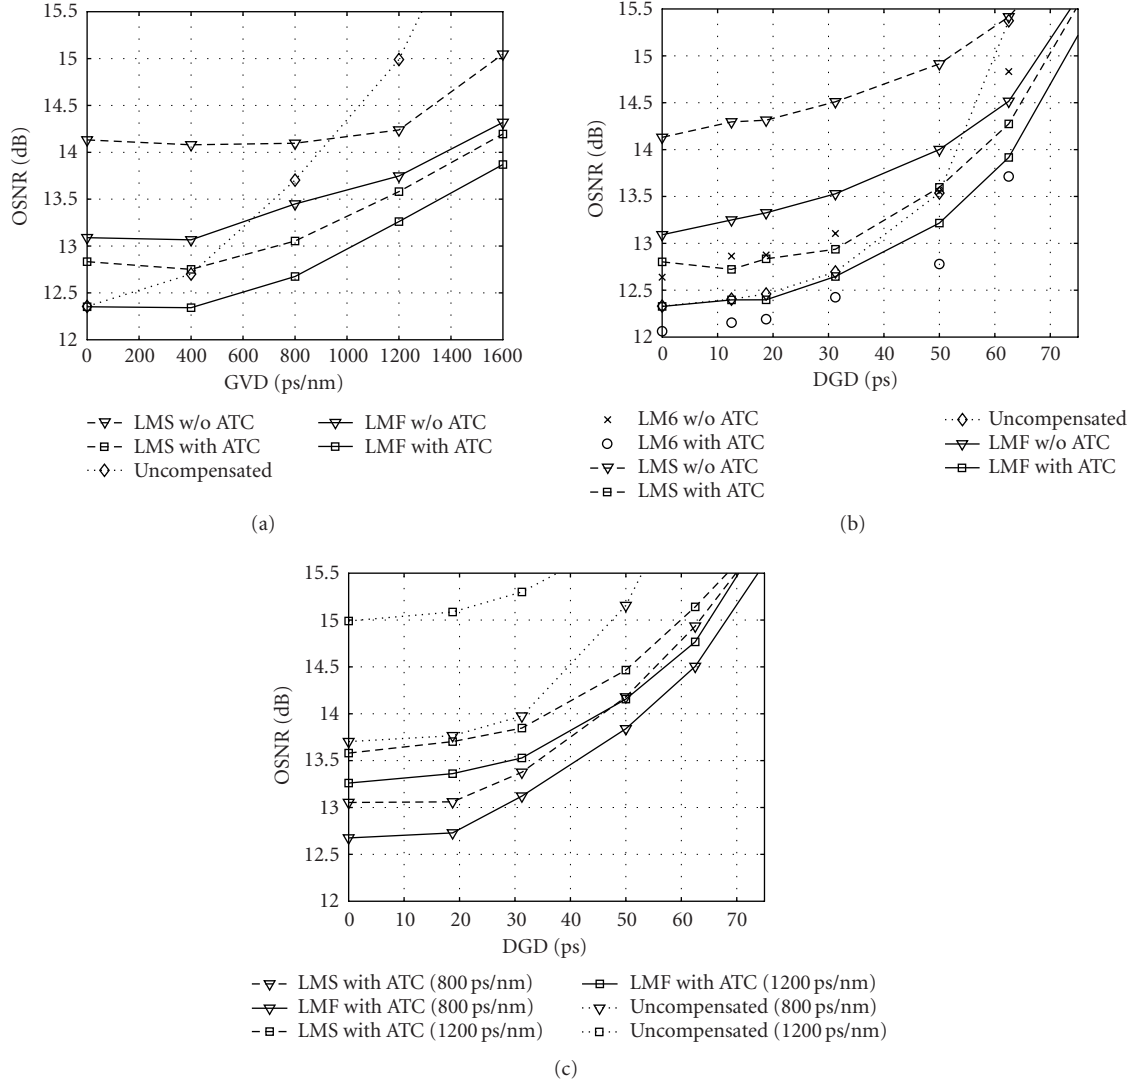 15.5
15
14.5
14
13.5
13
12.5
12
OSNR (dB)
0 200 400 600 800 1000 1200 1400 1600
GVD (ps/nm)
LMS w/o ATC
LMS with ATC
Uncompensated
LMF w/o ATC
LMF with ATC
(a)
15.5
15
14.5
14
13.5
13
12.5
12
OSNR (dB)
0 10 20 30 40 50 60 70
DGD (ps)
LM6 w/o ATC
LM6 with ATC
LMS w/o ATC
LMS with ATC
Uncompensated
LMF w/o ATC
LMF with ATC
(b)
15.5
15
14.5
14
13.5
13
12.5
12
OSNR (dB)
0 10 20 30 40 50 60 70
DGD (ps)
LMS with ATC (800 ps/nm)
LMF with ATC (800 ps/nm)
LMS with ATC (1200 ps/nm)
LMF with ATC (1200 ps/nm)
Uncompensated (800 ps/nm)
Uncompensated (1200 ps/nm)
(c)